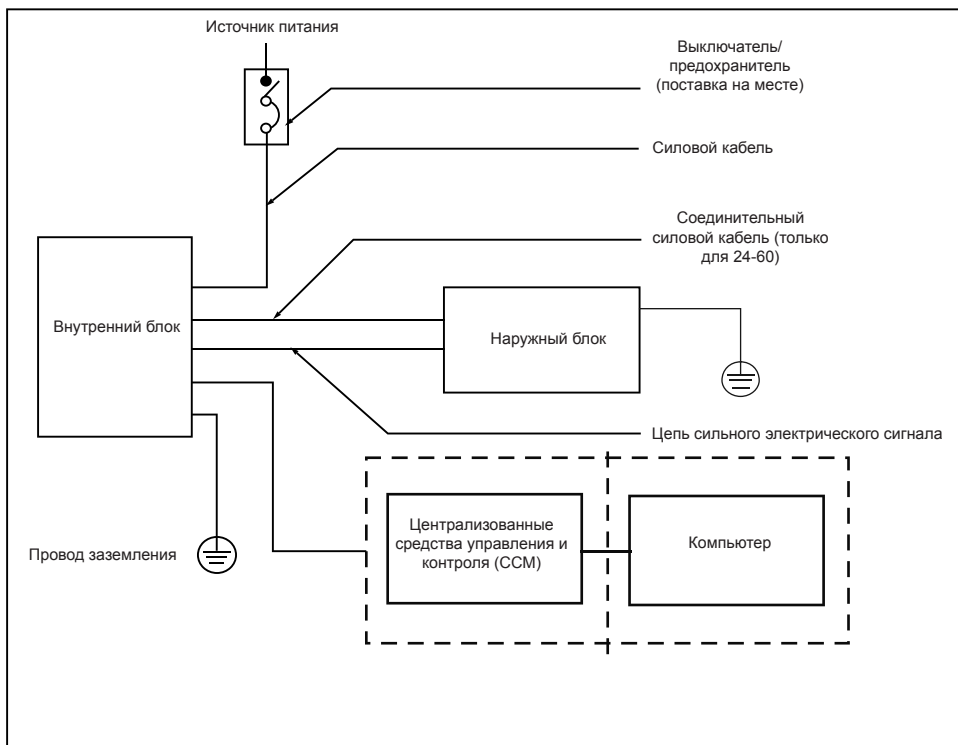 Источник питания
Выключатель/
предохранитель
(поставка на месте)
Силовой кабель
Соединительный
силовой кабель (только
для 24-60)
Внутренний блок
Наружный блок
Цепь сильного электрического сигнала
Централизованные
средства управления и
контроля (CCM)
Компьютер
Провод заземления